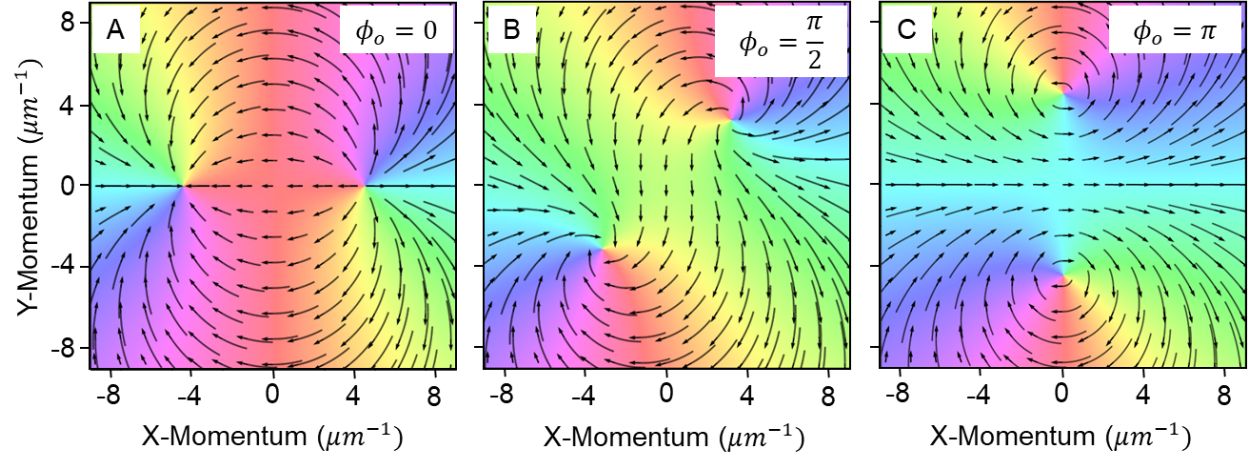 A
ϕₒ = 0
B
ϕₒ = π/2
C
ϕₒ = π
Y-Momentum (μm⁻¹)
8
4
0
-4
-8
-8 -4 0 4 8
-8 -4 0 4 8
-8 -4 0 4 8
X-Momentum (μm⁻¹)
X-Momentum (μm⁻¹)
X-Momentum (μm⁻¹)